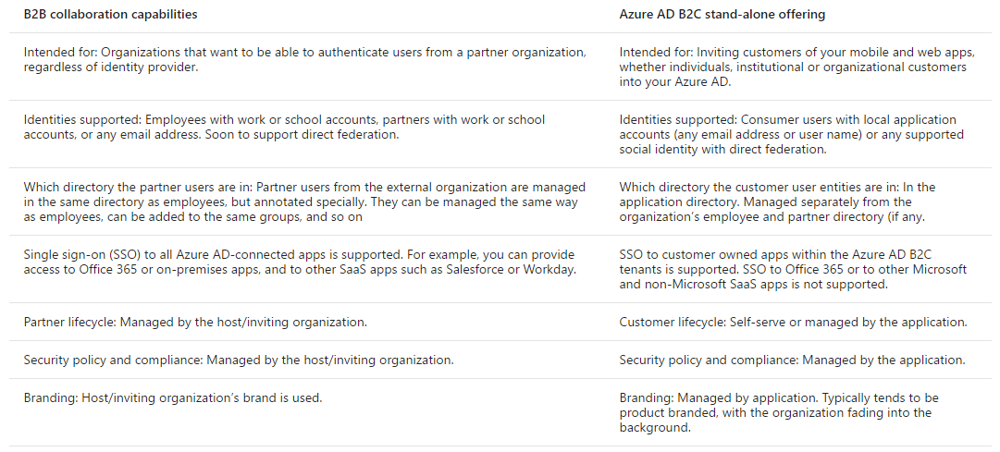 B2B collaboration capabilities
Azure AD B2C stand-alone offering
Intended for: Organizations that want to be able to authenticate users from a partner organization,
regardless of identity provider.
Intended for: Inviting customers of your mobile and web apps,
whether individuals, institutional or organizational customers
into your Azure AD.
Identities supported: Employees with work or school accounts, partners with work or school
accounts, or any email address. Soon to support direct federation.
Identities supported: Consumer users with local application
accounts (any email address or user name) or any supported
social identity with direct federation.
Which directory the partner users are in: Partner users from the external organization are managed
in the same directory as employees, but annotated specially. They can be managed the same way
as employees, can be added to the same groups, and so on
Which directory the customer user entities are in: In the
application directory. Managed separately from the
organization’s employee and partner directory (if any.
Single sign-on (SSO) to all Azure AD-connected apps is supported. For example, you can provide
access to Office 365 or on-premises apps, and to other SaaS apps such as Salesforce or Workday.
SSO to customer owned apps within the Azure AD B2C
tenants is supported. SSO to Office 365 or to other Microsoft
and non-Microsoft SaaS apps is not supported.
Partner lifecycle: Managed by the host/inviting organization.
Customer lifecycle: Self-serve or managed by the application.
Security policy and compliance: Managed by the host/inviting organization.
Security policy and compliance: Managed by the application.
Branding: Host/inviting organization’s brand is used.
Branding: Managed by application. Typically tends to be
product branded, with the organization fading into the
background.